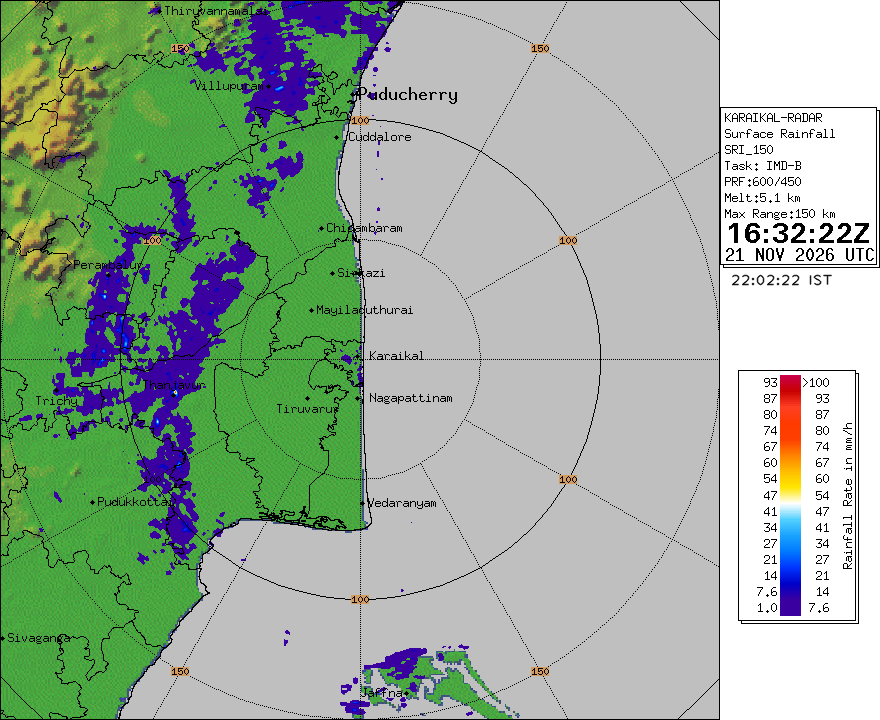 Thiruvannamalai
150
150
Villupuram
Puducherry
100
Cuddalore
Chidambaram
100
100
Perambalur
Sirkazi
Mayiladuthurai
Karaikal
Thanjavur
Trichy
Tiruvarur
Nagapattinam
100
100
Pudukkottai
Vedaranyam
100
Sivaganga
150
150
Jaffna
KARAIKAL-RADAR
Surface Rainfall
SRI_150
Task: IMD-B
PRF:600/450
Melt:5.1 km
Max Range:150 km
16:32:22Z
21 NOV 2026 UTC
22:02:22 IST
93 >100
87 93
80 87
74 80
67 74
60 67
54 60
47 54
41 47
34 41
27 34
21 27
14 21
7.6 14
1.0 7.6
Rainfall Rate in mm/h